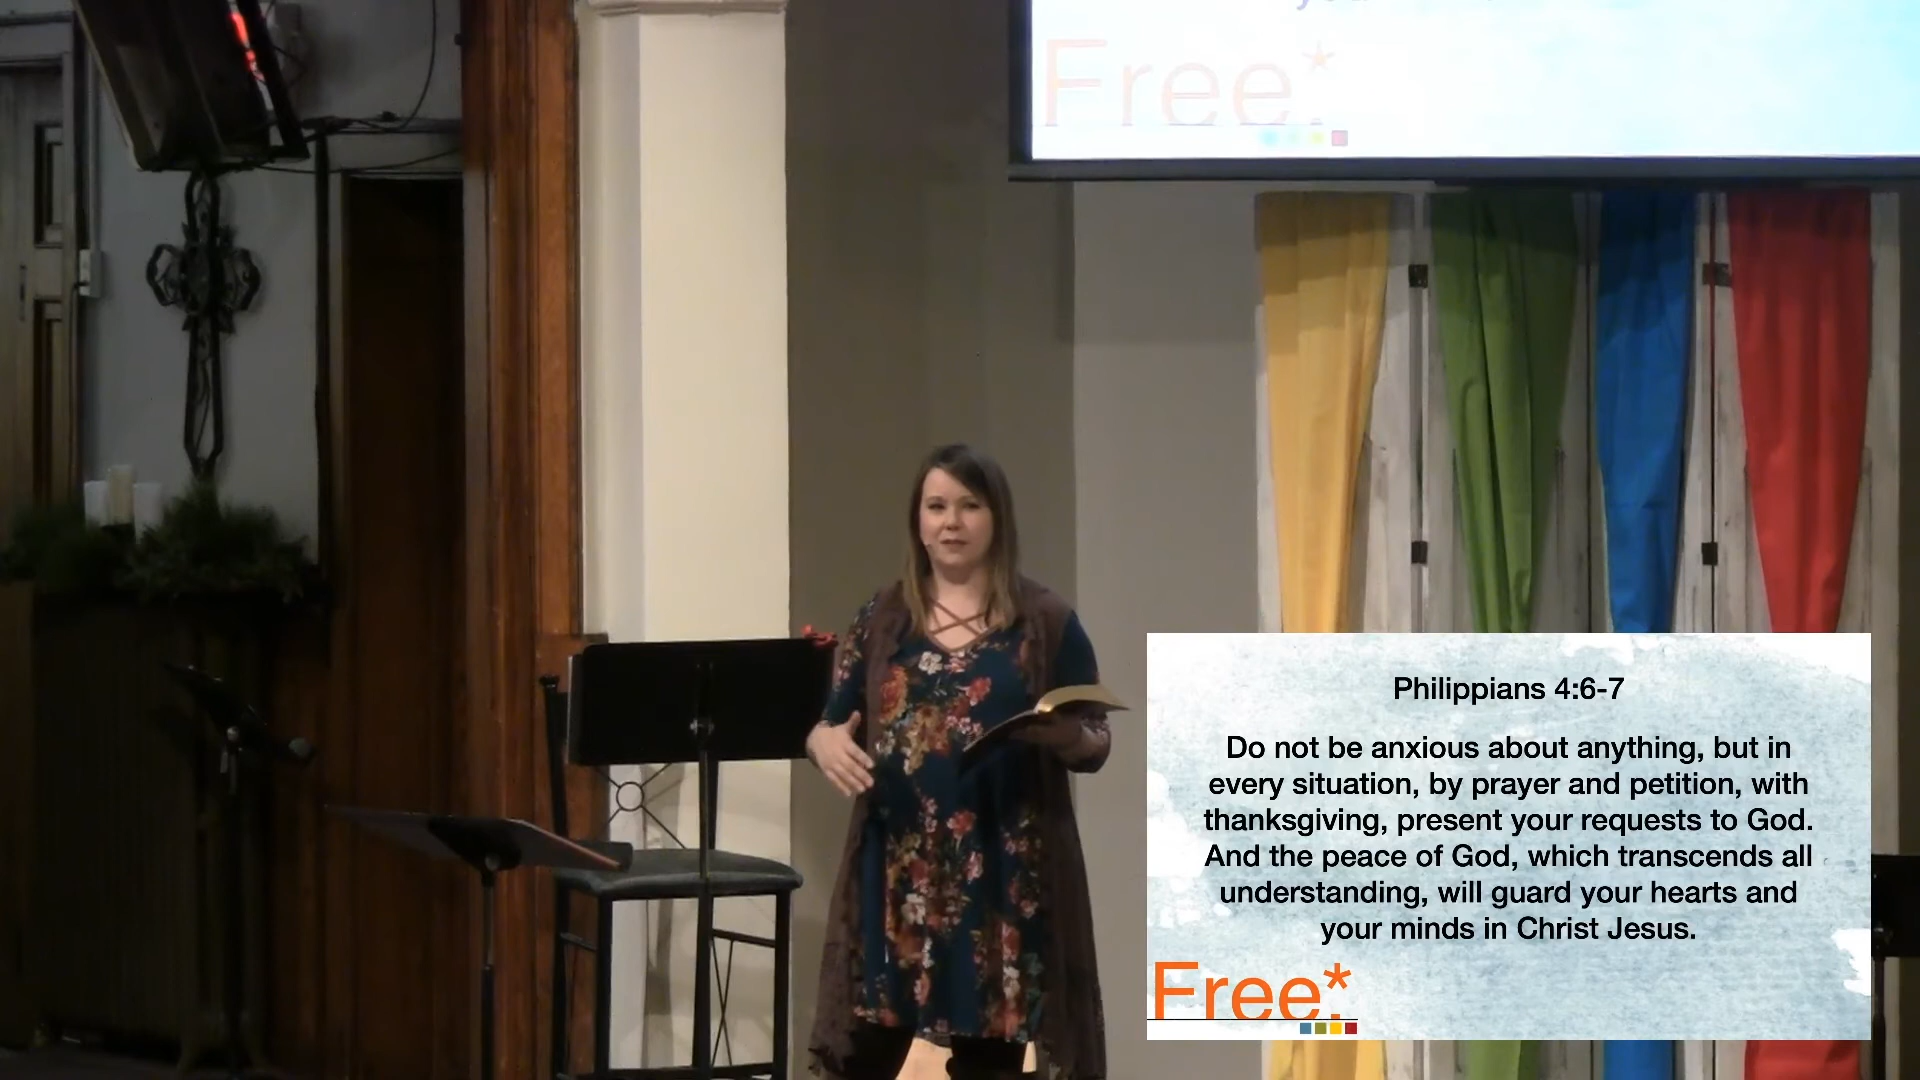 Free*
Philippians 4:6-7
Do not be anxious about anything, but in
every situation, by prayer and petition, with
thanksgiving, present your requests to God.
And the peace of God, which transcends all
understanding, will guard your hearts and
your minds in Christ Jesus.
Free.*